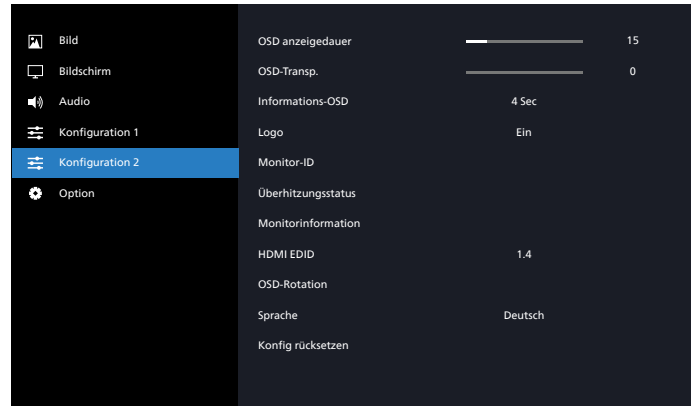 Bild
Bildschirm
Audio
Konfiguration 1
Konfiguration 2
Option
OSD anzeigedauer 15
OSD-Transp. 0
Informations-OSD 4 Sec
Logo Ein
Monitor-ID
Überhitzungsstatus
Monitorinformation
HDMI EDID 1.4
OSD-Rotation
Sprache Deutsch
Konfig rücksetzen